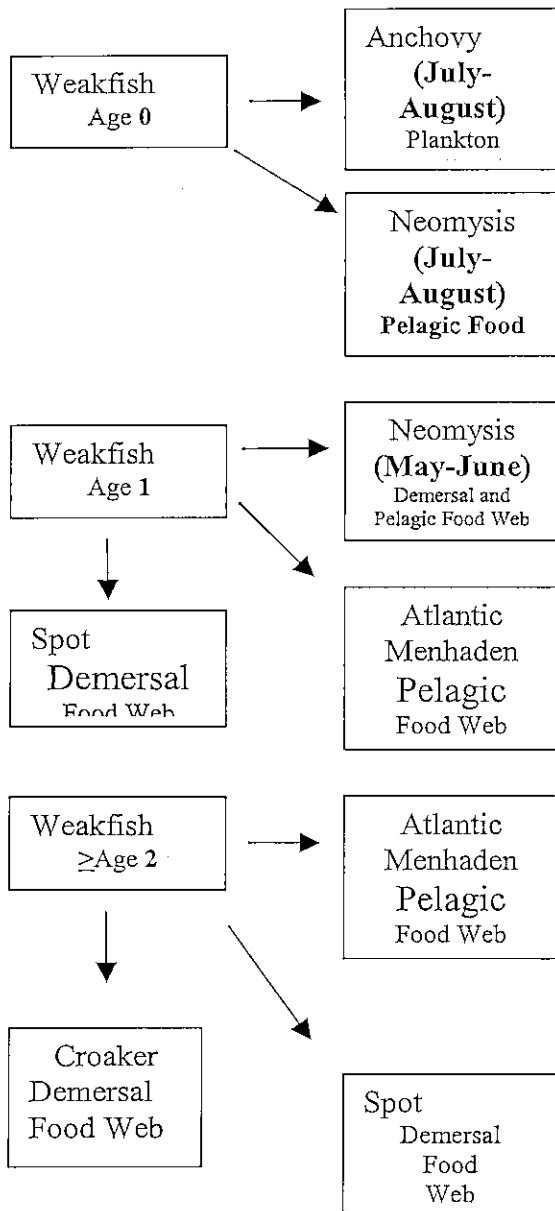 Weakfish
Age 0
Anchovy
(July-
August)
Plankton
Neomysis
(July-
August)
Pelagic Food
Weakfish
Age 1
Neomysis
(May-June)
Demersal and
Pelagic Food Web
Spot
Demersal
Food Web
Atlantic
Menhaden
Pelagic
Food Web
Weakfish
≥Age 2
Atlantic
Menhaden
Pelagic
Food Web
Croaker
Demersal
Food Web
Spot
Demersal
Food
Web